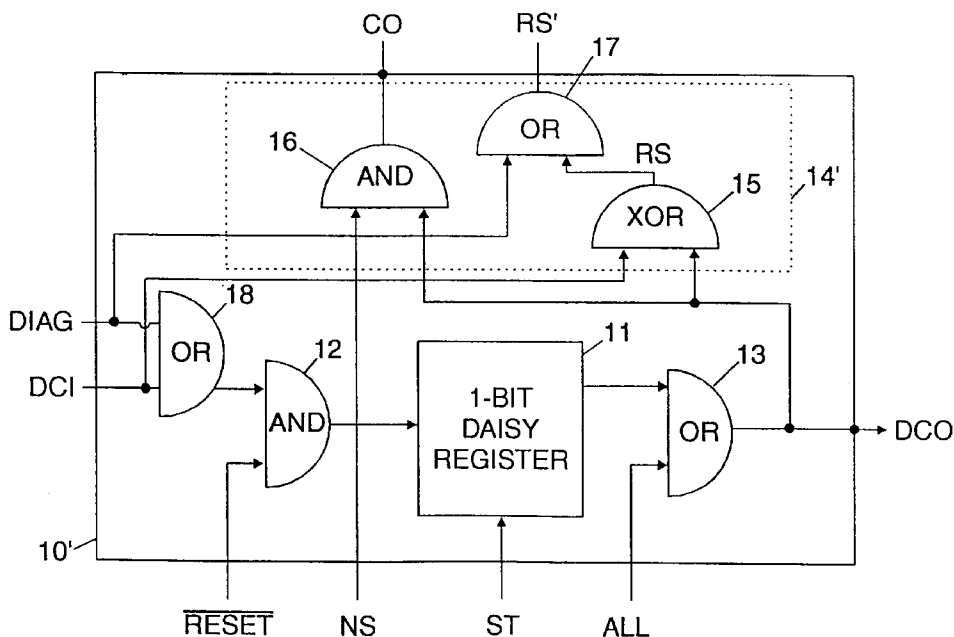 CO
RS'
17
OR
16
AND
RS
15
14'
XOR
18
DIAG
OR
DCI
12
AND
11
1-BIT
DAISY
REGISTER
13
OR
DCO
10'
RESET
NS
ST
ALL